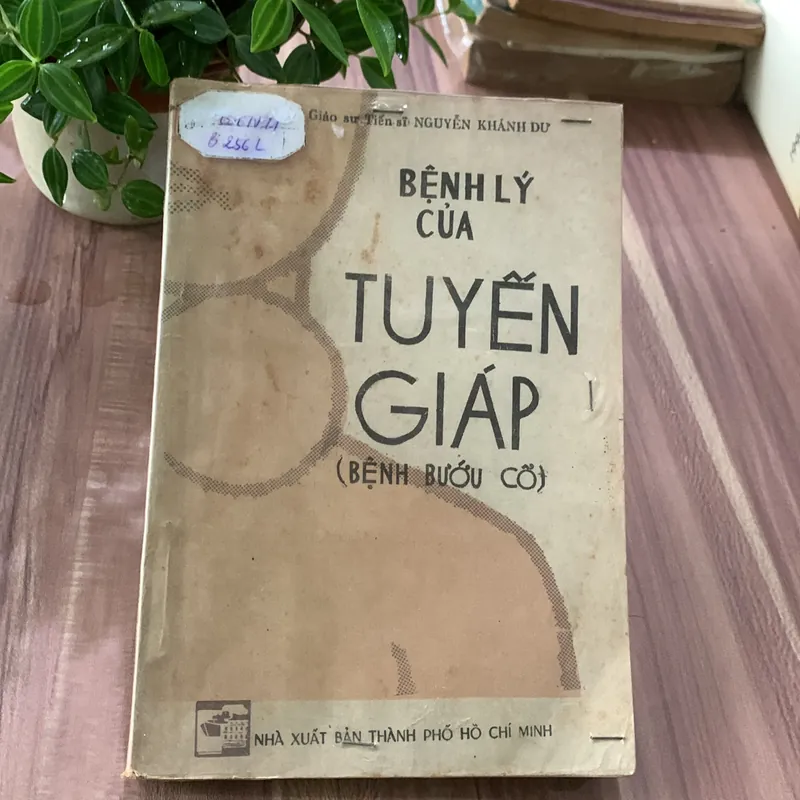 B 256 L
Giáo sư Tiến sĩ NGUYỄN KHÁNH DƯ
BỆNH LÝ
CỦA
TUYẾN
GIÁP
(BỆNH BƯỚU CỔ)
NHÀ XUẤT BẢN THÀNH PHỐ HỒ CHÍ MINH